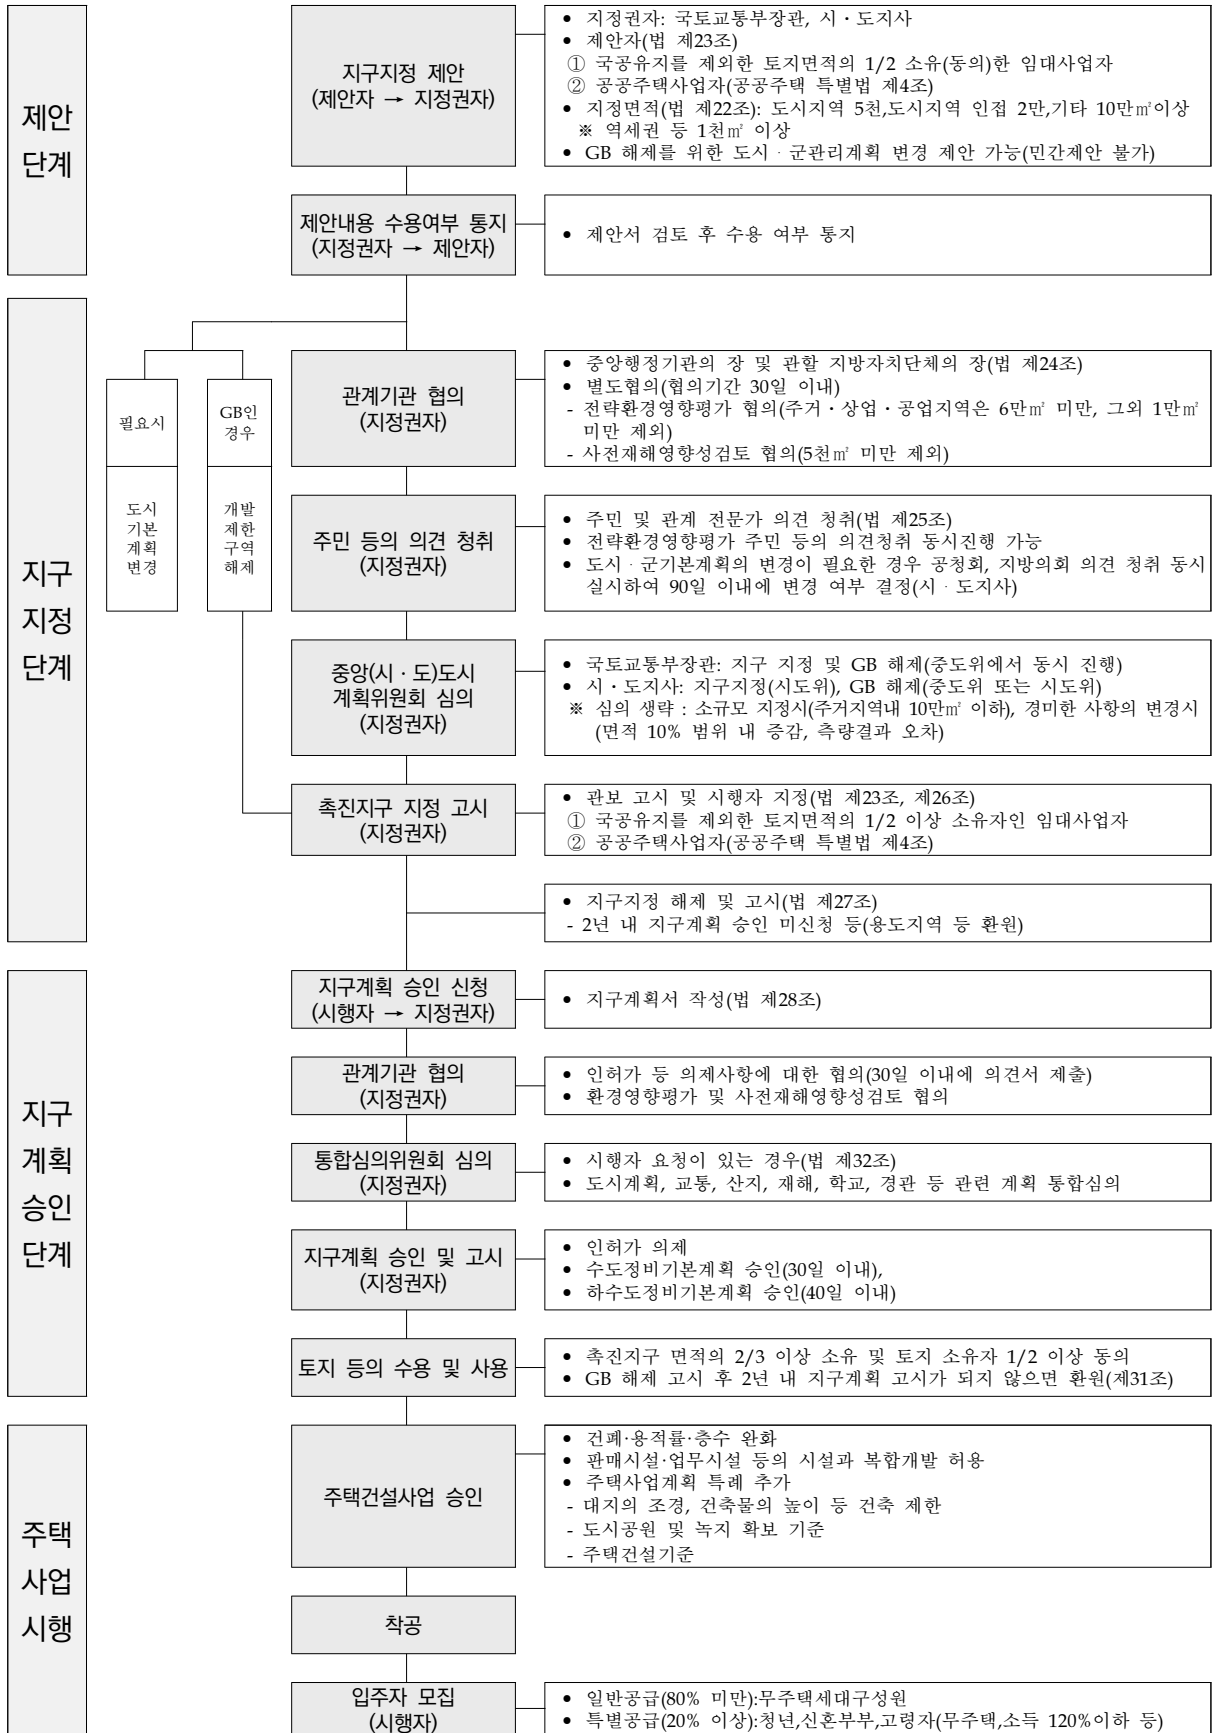 제안
단계
지구지정 제안
(제안자 → 지정권자)
• 지정권자: 국토교통부장관, 시・도지사
• 제안자(법 제23조)
① 국공유지를 제외한 토지면적의 1/2 소유(동의)한 임대사업자
② 공공주택사업자(공공주택 특별법 제4조)
• 지정면적(법 제22조): 도시지역 5천,도시지역 인접 2만,기타 10만㎡이상
※ 역세권 등 1천㎡ 이상
• GB 해제를 위한 도시ㆍ군관리계획 변경 제안 가능(민간제안 불가)
제안내용 수용여부 통지
(지정권자 → 제안자)
• 제안서 검토 후 수용 여부 통지
지구
지정
단계
필요시
도시
기본
계획
변경
GB인
경우
개발
제한
구역
해제
관계기관 협의
(지정권자)
• 중앙행정기관의 장 및 관할 지방자치단체의 장(법 제24조)
• 별도협의(협의기간 30일 이내)
- 전략환경영향평가 협의(주거・상업・공업지역은 6만㎡ 미만, 그외 1만㎡
미만 제외)
- 사전재해영향성검토 협의(5천㎡ 미만 제외)
주민 등의 의견 청취
(지정권자)
• 주민 및 관계 전문가 의견 청취(법 제25조)
• 전략환경영향평가 주민 등의 의견청취 동시진행 가능
• 도시ㆍ군기본계획의 변경이 필요한 경우 공청회, 지방의회 의견 청취 동시
실시하여 90일 이내에 변경 여부 결정(시ㆍ도지사)
중앙(시ㆍ도)도시
계획위원회 심의
(지정권자)
• 국토교통부장관: 지구 지정 및 GB 해제(중도위에서 동시 진행)
• 시・도지사: 지구지정(시도위), GB 해제(중도위 또는 시도위)
※ 심의 생략 : 소규모 지정시(주거지역내 10만㎡ 이하), 경미한 사항의 변경시
(면적 10% 범위 내 증감, 측량결과 오차)
촉진지구 지정 고시
(지정권자)
• 관보 고시 및 시행자 지정(법 제23조, 제26조)
① 국공유지를 제외한 토지면적의 1/2 이상 소유자인 임대사업자
② 공공주택사업자(공공주택 특별법 제4조)
• 지구지정 해제 및 고시(법 제27조)
- 2년 내 지구계획 승인 미신청 등(용도지역 등 환원)
지구
계획
승인
단계
지구계획 승인 신청
(시행자 → 지정권자)
• 지구계획서 작성(법 제28조)
관계기관 협의
(지정권자)
• 인허가 등 의제사항에 대한 협의(30일 이내에 의견서 제출)
• 환경영향평가 및 사전재해영향성검토 협의
통합심의위원회 심의
(지정권자)
• 시행자 요청이 있는 경우(법 제32조)
• 도시계획, 교통, 산지, 재해, 학교, 경관 등 관련 계획 통합심의
지구계획 승인 및 고시
(지정권자)
• 인허가 의제
• 수도정비기본계획 승인(30일 이내),
• 하수도정비기본계획 승인(40일 이내)
토지 등의 수용 및 사용
• 촉진지구 면적의 2/3 이상 소유 및 토지 소유자 1/2 이상 동의
• GB 해제 고시 후 2년 내 지구계획 고시가 되지 않으면 환원(제31조)
주택
사업
시행
주택건설사업 승인
• 건폐·용적률·층수 완화
• 판매시설·업무시설 등의 시설과 복합개발 허용
• 주택사업계획 특례 추가
- 대지의 조경, 건축물의 높이 등 건축 제한
- 도시공원 및 녹지 확보 기준
- 주택건설기준
착공
입주자 모집
(시행자)
• 일반공급(80% 미만):무주택세대구성원
• 특별공급(20% 이상):청년,신혼부부,고령자(무주택,소득 120%이하 등)